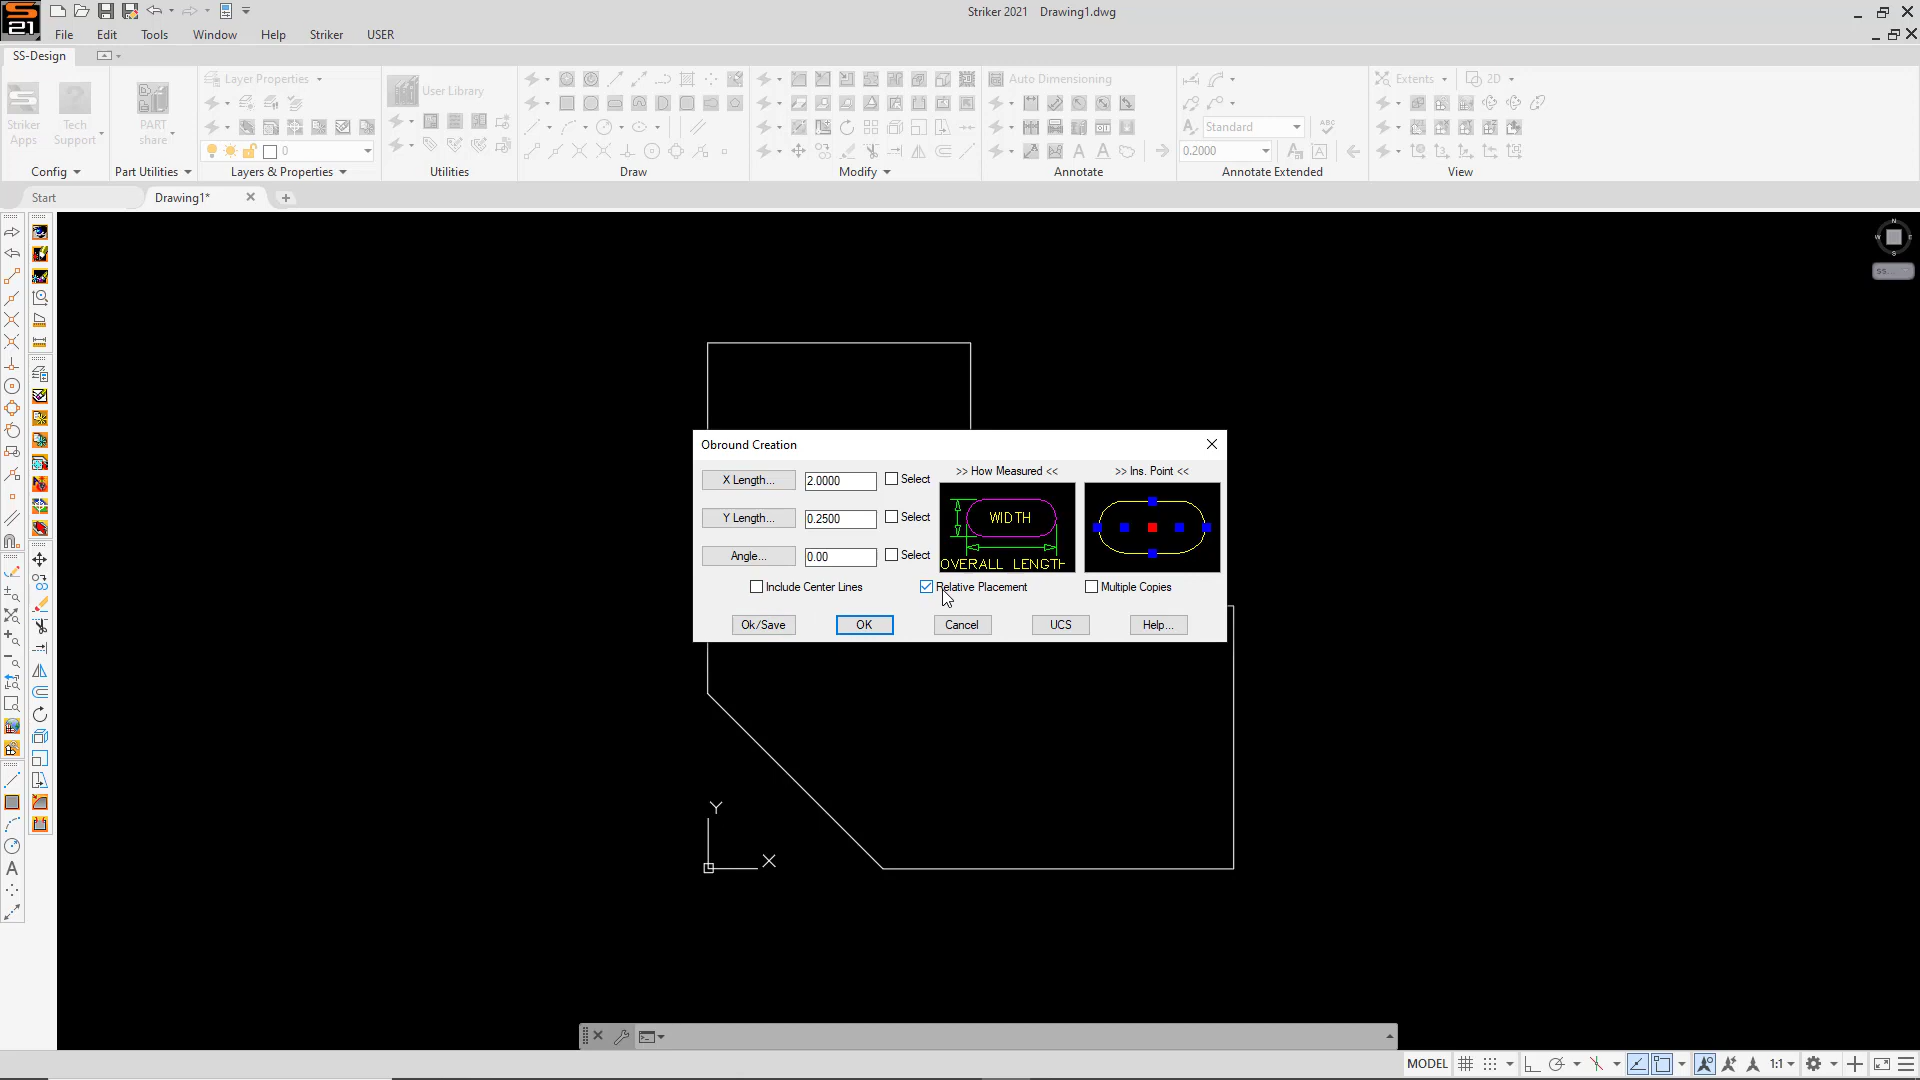 S
21
Striker 2021 Drawing1.dwg
File Edit Tools Window Help Striker USER
SS-Design
Layer Properties
User Library
Auto Dimensioning
Extents
2D
Striker Apps
Tech Support
PART share
Standard
ABC
0
0.2000
Config
Part Utilities
Layers & Properties
Utilities
Draw
Modify
Annotate
Annotate Extended
View
Start
Drawing1*
N
W
E
S
SS
Obround Creation
X Length...
2.0000
Select
>> How Measured <<
>> Ins. Point <<
Y Length...
0.2500
Select
WIDTH
Angle...
0.00
Select
OVERALL LENGTH
Include Center Lines
Relative Placement
Multiple Copies
Ok/Save
OK
Cancel
UCS
Help...
Y
X
MODEL
1:1